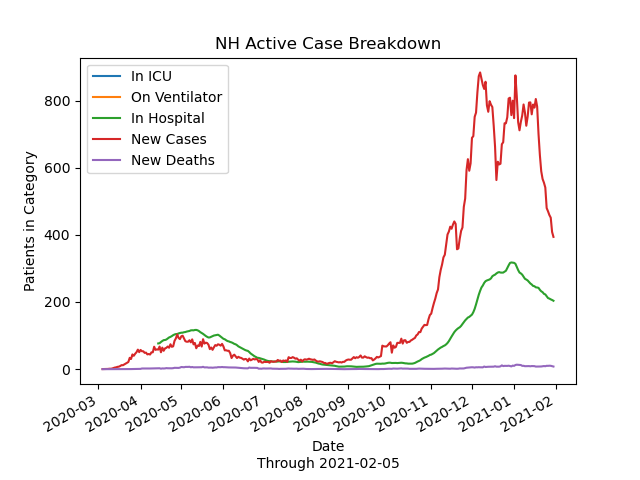 NH Active Case Breakdown
In ICU
On Ventilator
In Hospital
New Cases
New Deaths
Patients in Category
800
600
400
200
0
2020-03
2020-04
2020-05
2020-06
2020-07
2020-08
2020-09
2020-10
2020-11
2020-12
2021-01
2021-02
Date
Through 2021-02-05